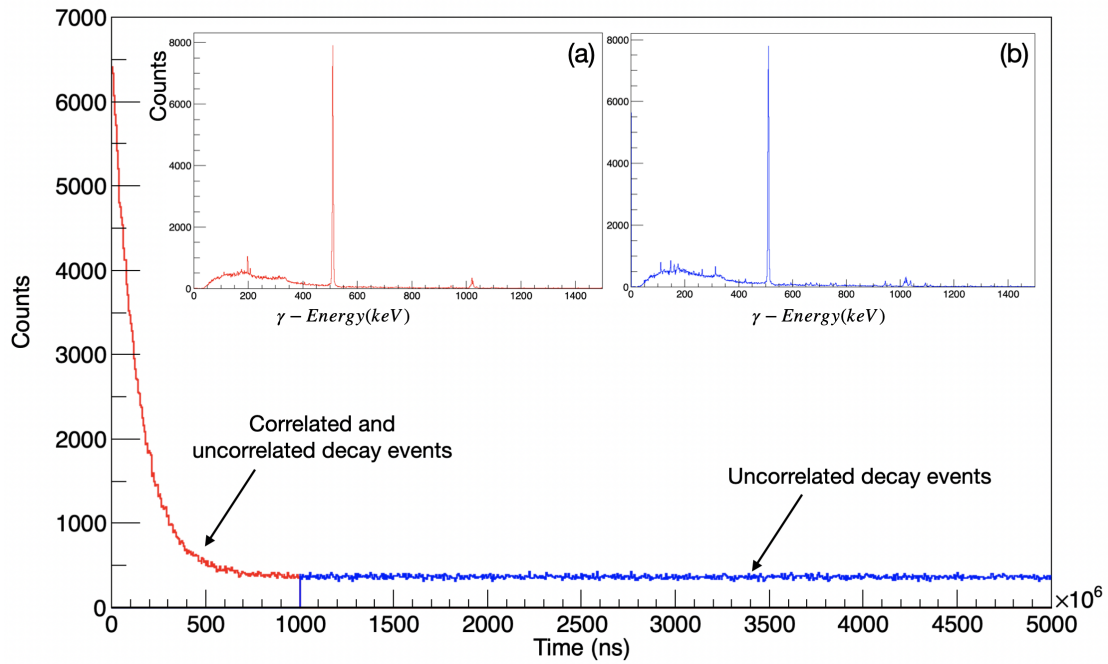 7000
6000
5000
4000
3000
2000
1000
0
Counts
8000
6000
4000
2000
0
Counts
(a)
0 200 400 600 800 1000 1200 1400
γ − Energy(keV)
8000
6000
4000
2000
0
(b)
0 200 400 600 800 1000 1200 1400
γ − Energy(keV)
Correlated and
uncorrelated decay events
Uncorrelated decay events
0 500 1000 1500 2000 2500 3000 3500 4000 4500 5000
×10⁶
Time (ns)